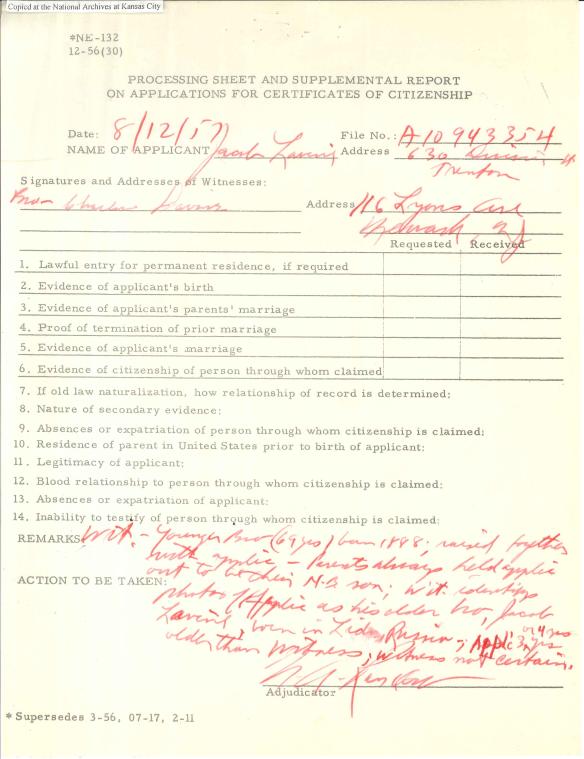 Copied at the National Archives at Kansas City
*NE-132
12-56(30)
PROCESSING SHEET AND SUPPLEMENTAL REPORT
ON APPLICATIONS FOR CERTIFICATES OF CITIZENSHIP
Date: 8/12/57 File No.: A10 943 354
NAME OF APPLICANT Jacob Lavine Address 630
Trenton
Signatures and Addresses of Witnesses:
Bro- Charles Address 116 Lyons Ave
Newark, NJ
Requested Received
1. Lawful entry for permanent residence, if required
2. Evidence of applicant's birth
3. Evidence of applicant's parents' marriage
4. Proof of termination of prior marriage
5. Evidence of applicant's marriage
6. Evidence of citizenship of person through whom claimed
7. If old law naturalization, how relationship of record is determined:
8. Nature of secondary evidence:
9. Absences or expatriation of person through whom citizenship is claimed:
10. Residence of parent in United States prior to birth of applicant:
11. Legitimacy of applicant:
12. Blood relationship to person through whom citizenship is claimed:
13. Absences or expatriation of applicant:
14. Inability to testify of person through whom citizenship is claimed:
REMARKS Wit. - Younger Bro (69 yrs) born 1888; raised together
with applic - Parents always held applic
out to be their N-B son; Wit. identifies
ACTION TO BE TAKEN: photos of Applic as his older bro, Jacob
Lavine, born in Lida, Russia; Applic 3 or 4 yrs
older than witness; witness not certain.
Adjudicator
*Supersedes 3-56, 07-17, 2-11